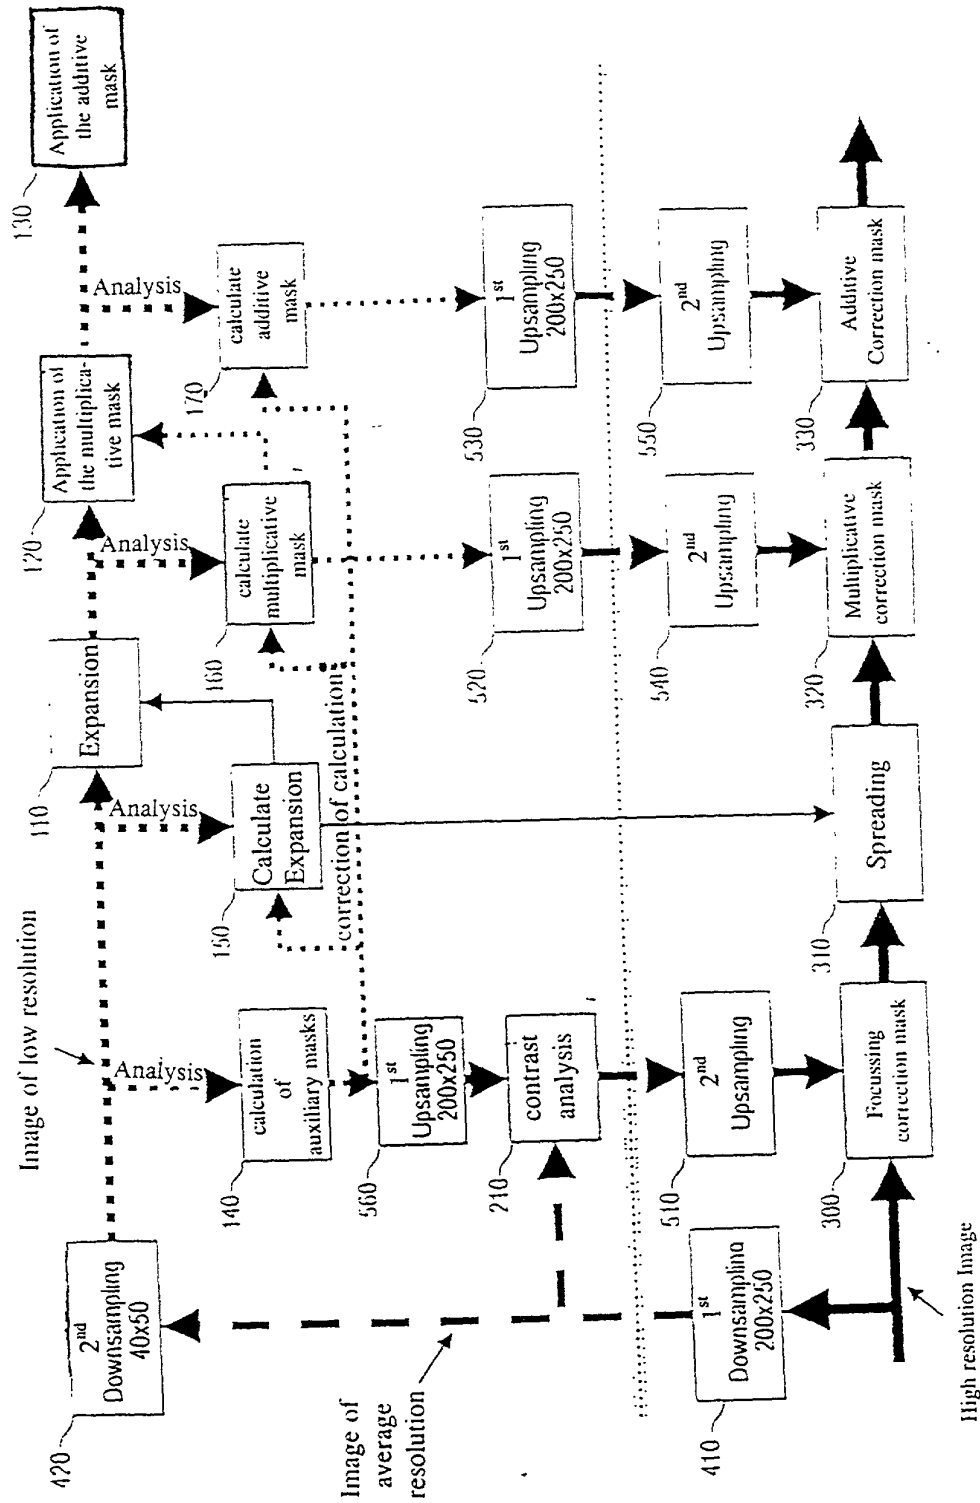 130
Application of
the additive
mask
Analysis
120
Application of
the multiplica-
tive mask
Analysis
110
Expansion
Analysis
Image of low resolution
Analysis
420
2nd
Downsampling
40x50
170
calculate
additive
mask
160
calculate
multiplicative
mask
150
Calculate
Expansion
correction of calculation
140
calculation
of
auxiliary masks
560
1st
Upsampling
200x250
210
contrast
analysis
Image of
average
resolution
530
1st
Upsampling
200x250
520
1st
Upsampling
200x250
550
2nd
Upsampling
540
2nd
Upsampling
510
2nd
Upsampling
410
1st
Downsampling
200x250
330
Additive
Correction mask
320
Multiplicative
correction mask
310
Spreading
300
Focussing
correction mask
High resolution Image